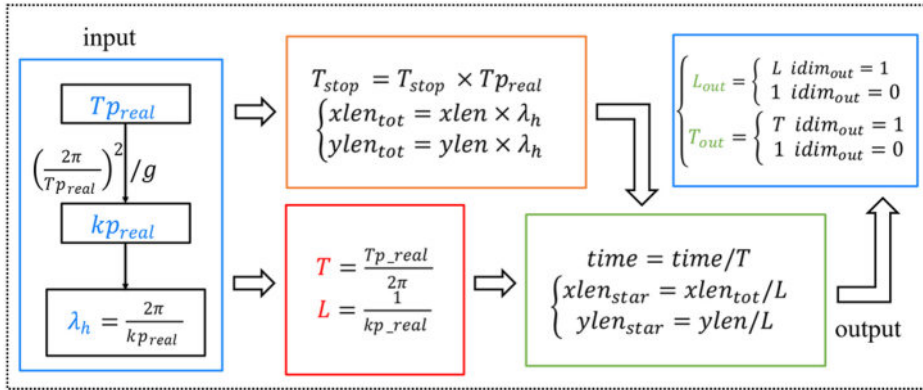 input
Tp_real
(2π/Tp_real)²/g
kp_real
λ_h = 2π/kp_real
T_stop = T_stop × Tp_real
{xlen_tot = xlen × λ_h
ylen_tot = ylen × λ_h
T = Tp_real/2π
L = 1/kp_real
time = time/T
{xlen_star = xlen_tot/L
ylen_star = ylen/L
output
{L_out = {L idim_out = 1
1 idim_out = 0
T_out = {T idim_out = 1
1 idim_out = 0